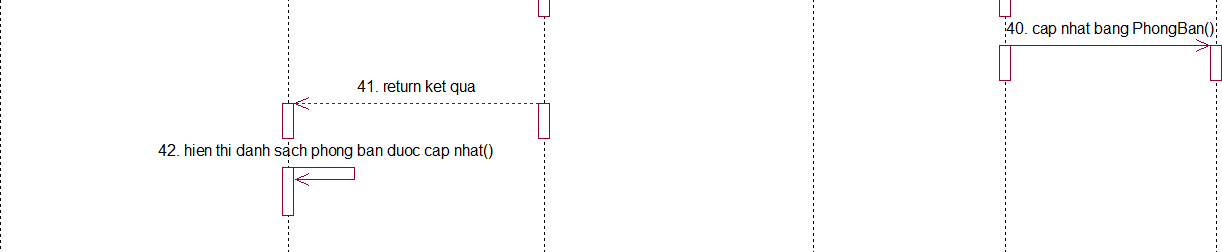 40. cap nhat bang PhongBan()
41. return ket qua
42. hien thi danh sach phong ban duoc cap nhat()